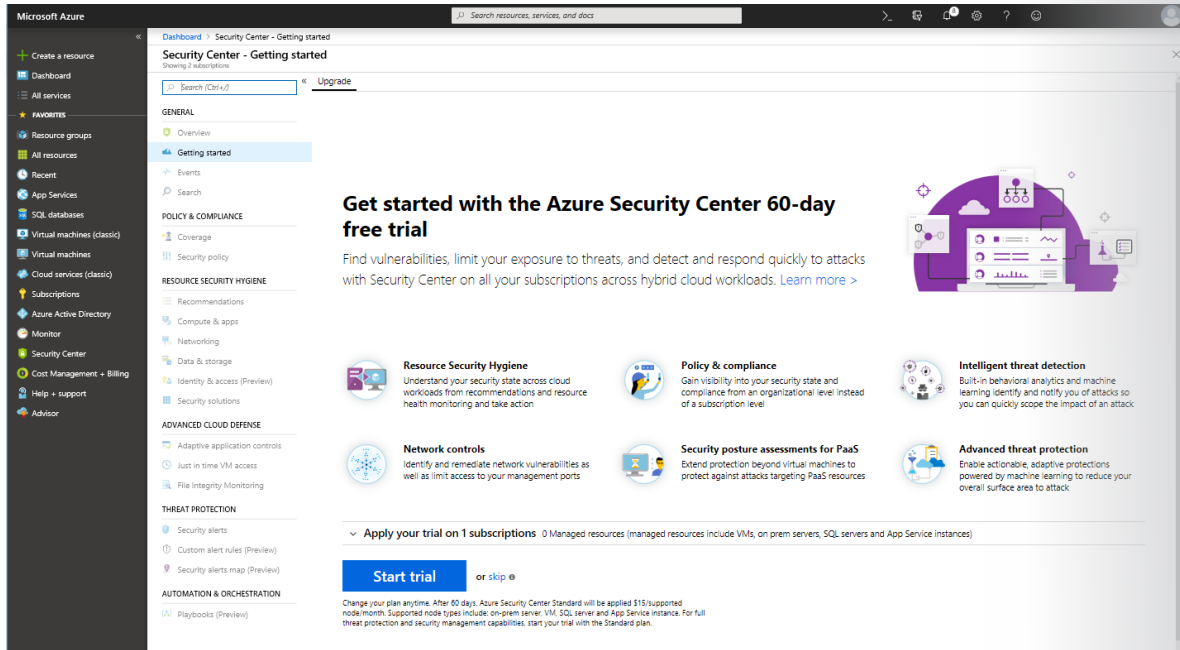 Microsoft Azure
Search resources, services, and docs
8
Create a resource
Dashboard
All services
FAVORITES
Resource groups
All resources
Recent
App Services
SQL databases
Virtual machines (classic)
Virtual machines
Cloud services (classic)
Subscriptions
Azure Active Directory
Monitor
Security Center
Cost Management + Billing
Help + support
Advisor
Dashboard > Security Center - Getting started
Security Center - Getting started
Showing 2 subscriptions
Search (Ctrl+/)
GENERAL
Overview
Getting started
Events
Search
POLICY & COMPLIANCE
Coverage
Security policy
RESOURCE SECURITY HYGIENE
Recommendations
Compute & apps
Networking
Data & storage
Identity & access (Preview)
Security solutions
ADVANCED CLOUD DEFENSE
Adaptive application controls
Just in time VM access
File Integrity Monitoring
THREAT PROTECTION
Security alerts
Custom alert rules (Preview)
Security alerts map (Preview)
AUTOMATION & ORCHESTRATION
Playbooks (Preview)
Upgrade
Get started with the Azure Security Center 60-day
free trial
Find vulnerabilities, limit your exposure to threats, and detect and respond quickly to attacks
with Security Center on all your subscriptions across hybrid cloud workloads. Learn more >
Resource Security Hygiene
Understand your security state across cloud
workloads from recommendations and resource
health monitoring and take action
Policy & compliance
Gain visibility into your security state and
compliance from an organizational level instead
of a subscription level
Intelligent threat detection
Built-in behavioral analytics and machine
learning identify and notify you of attacks so
you can quickly scope the impact of an attack
Network controls
Identify and remediate network vulnerabilities as
well as limit access to your management ports
Security posture assessments for PaaS
Extend protection beyond virtual machines to
protect against attacks targeting PaaS resources
Advanced threat protection
Enable actionable, adaptive protections
powered by machine learning to reduce your
overall surface area to attack
Apply your trial on 1 subscriptions 0 Managed resources (managed resources include VMs, on prem servers, SQL servers and App Service instances)
Start trial or skip
Change your plan anytime. After 60 days, Azure Security Center Standard will be applied $15/supported
node/month. Supported node types include: on-prem server, VM, SQL server and App Service instance. For full
threat protection and security management capabilities, start your trial with the Standard plan.